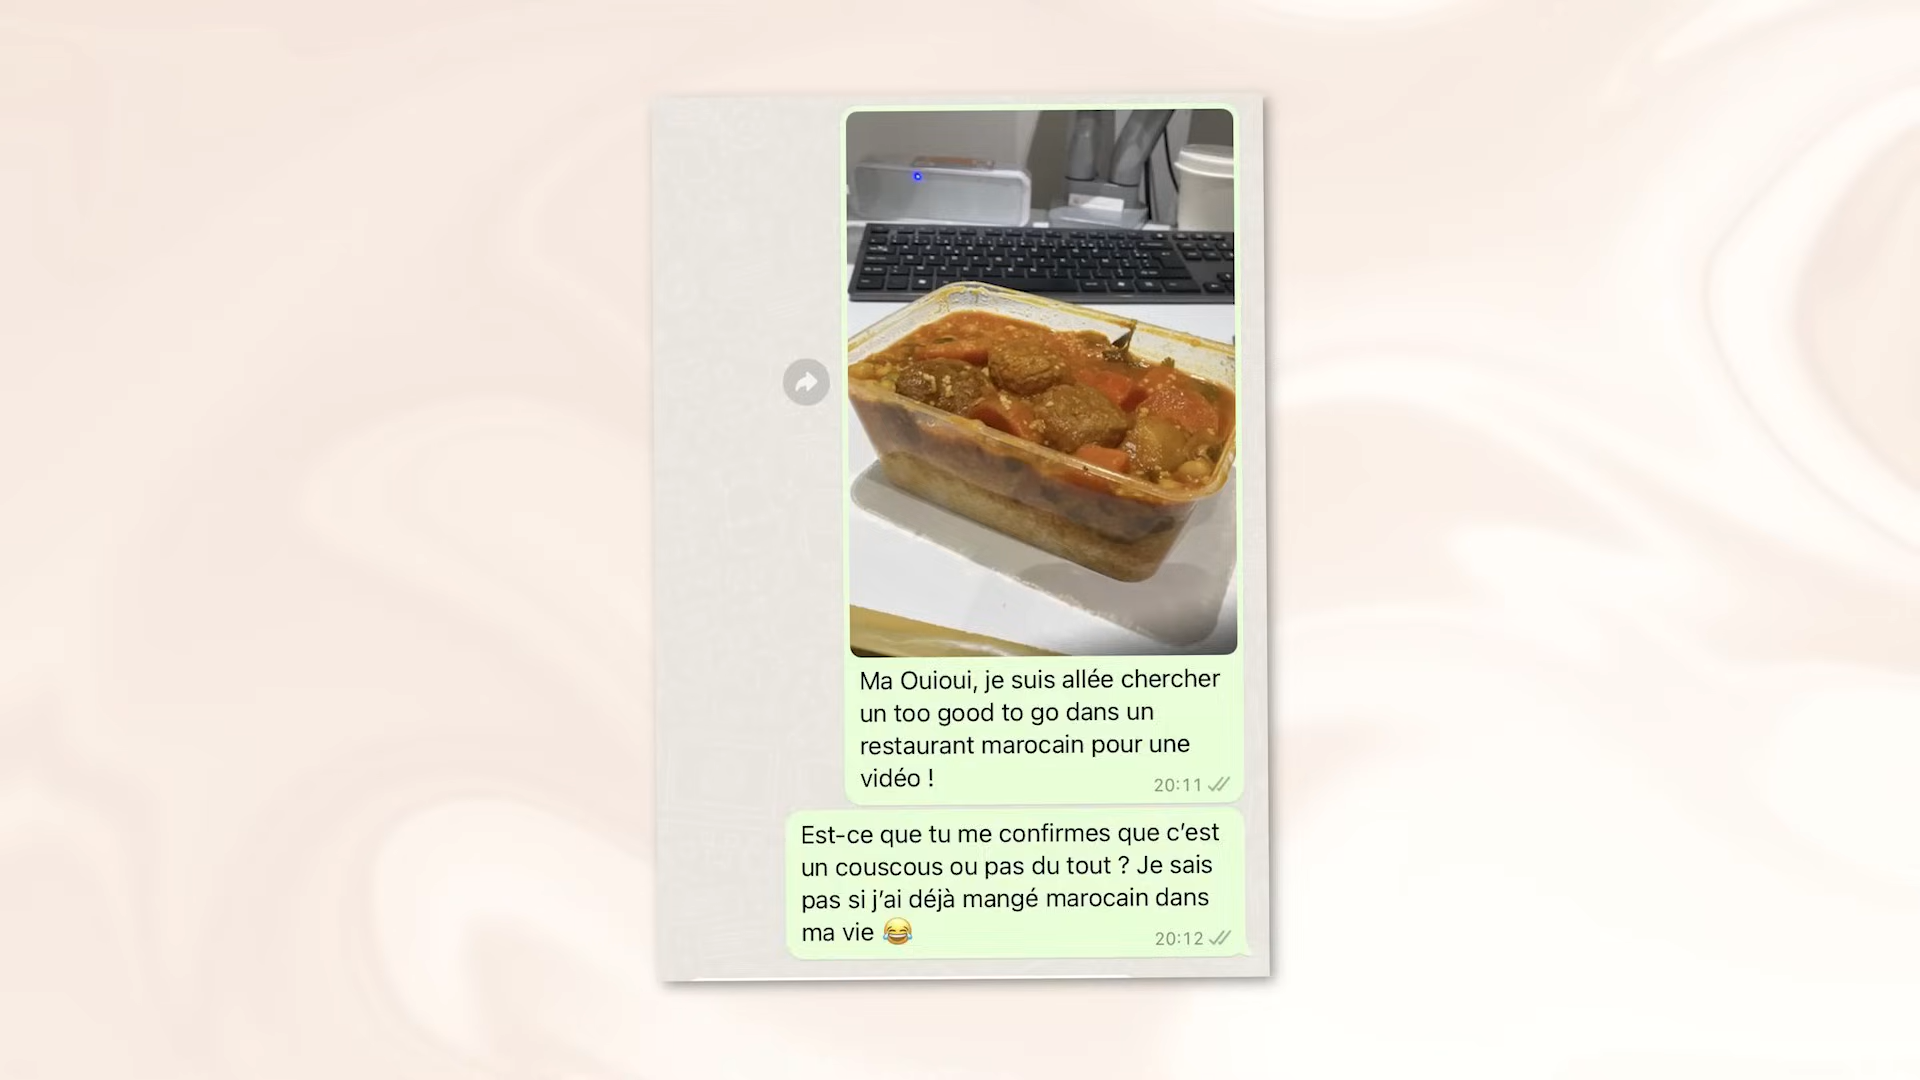 Ma Ouioui, je suis allée chercher
un too good to go dans un
restaurant marocain pour une
vidéo !
20:11
Est-ce que tu me confirmes que c’est
un couscous ou pas du tout ? Je sais
pas si j’ai déjà mangé marocain dans
ma vie 😂
20:12